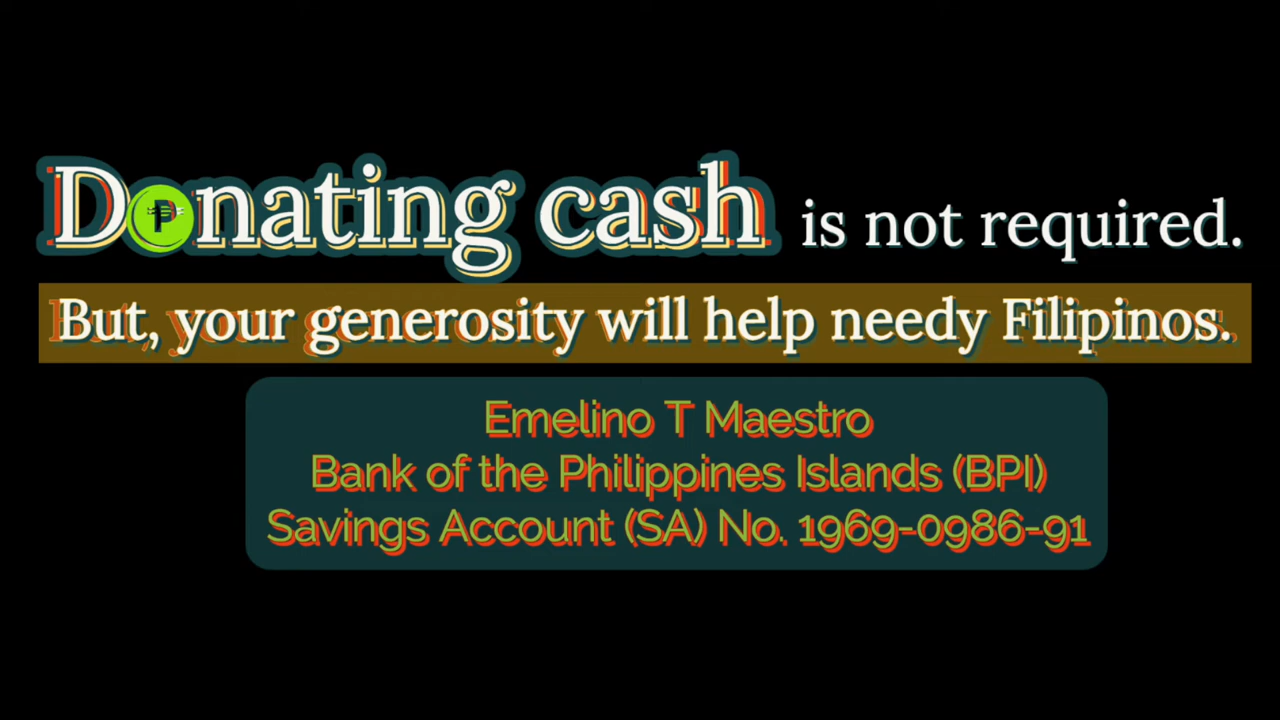 Donating cash is not required.
But, your generosity will help needy Filipinos.
Emelino T Maestro
Bank of the Philippines Islands (BPI)
Savings Account (SA) No. 1969-0986-91